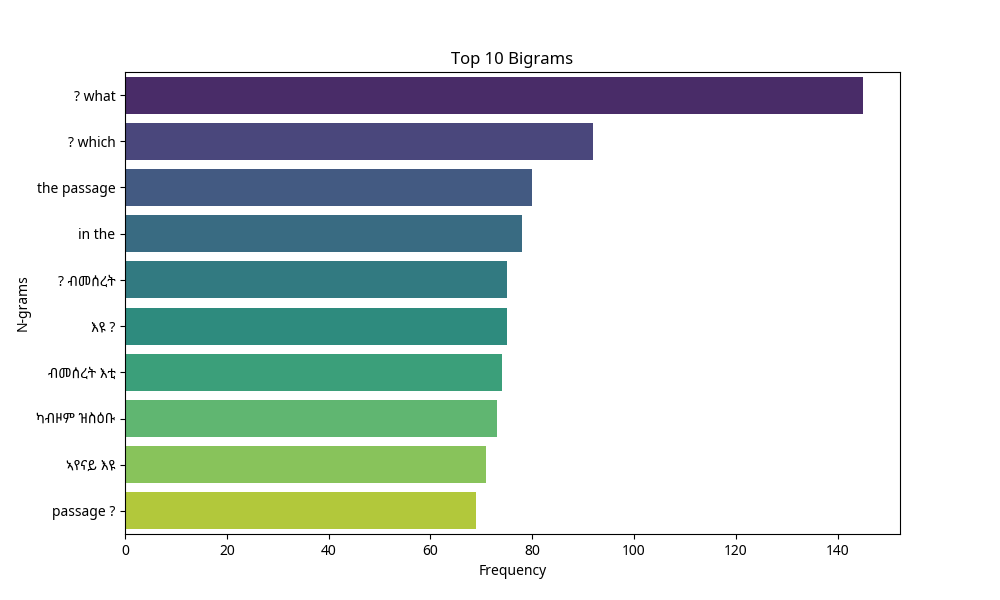 Top 10 Bigrams
? what
? which
the passage
in the
? ብመሰረት
እዩ ?
ብመሰረት እቲ
ካብዞም ዝስዕቡ
ኣየናይ እዩ
passage ?
N-grams
0 20 40 60 80 100 120 140
Frequency